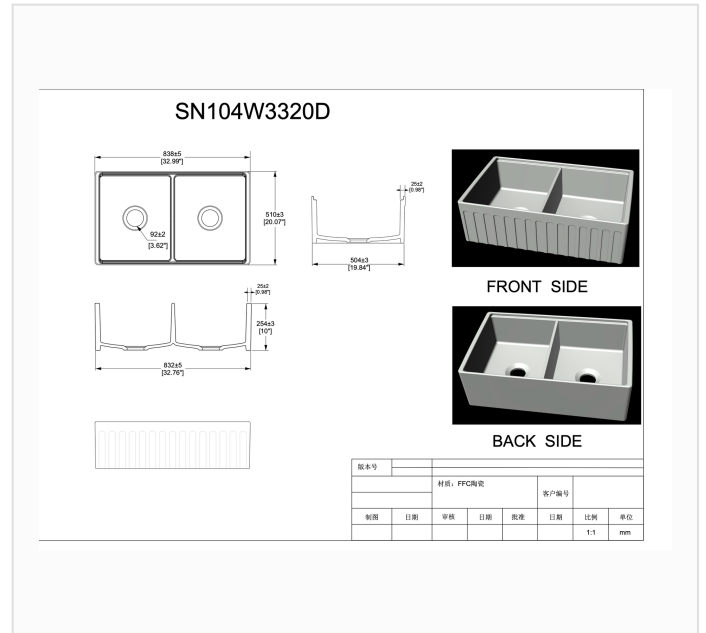 SN104W3320D
838±5
[32.99"]
25±2
[0.98"]
510±3
[20.07"]
92±2
[3.62"]
504±3
[19.84"]
FRONT SIDE
25±2
[0.98"]
254±3
[10"]
832±5
[32.76"]
BACK SIDE
版本号
材质：FFC陶瓷
客户编号
制图 日期 审核 日期 批准 日期 比例 单位
1:1 mm